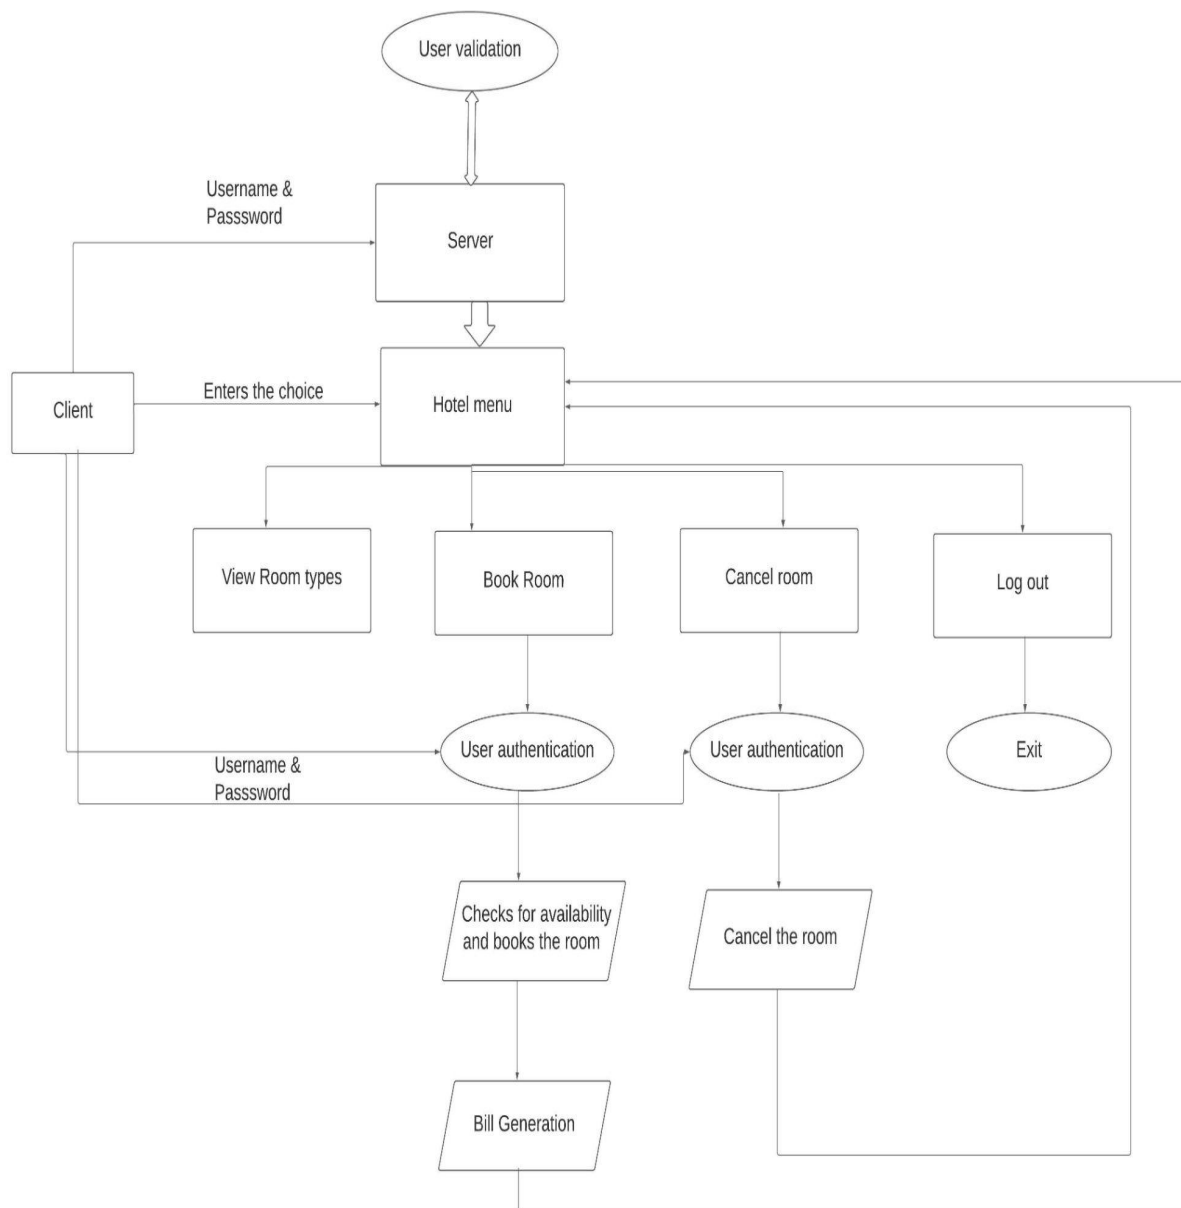 User validation
Username &
Passsword
Server
Enters the choice
Client
Hotel menu
View Room types
Book Room
Cancel room
Log out
User authentication
User authentication
Exit
Username &
Passsword
Checks for availability
and books the room
Cancel the room
Bill Generation